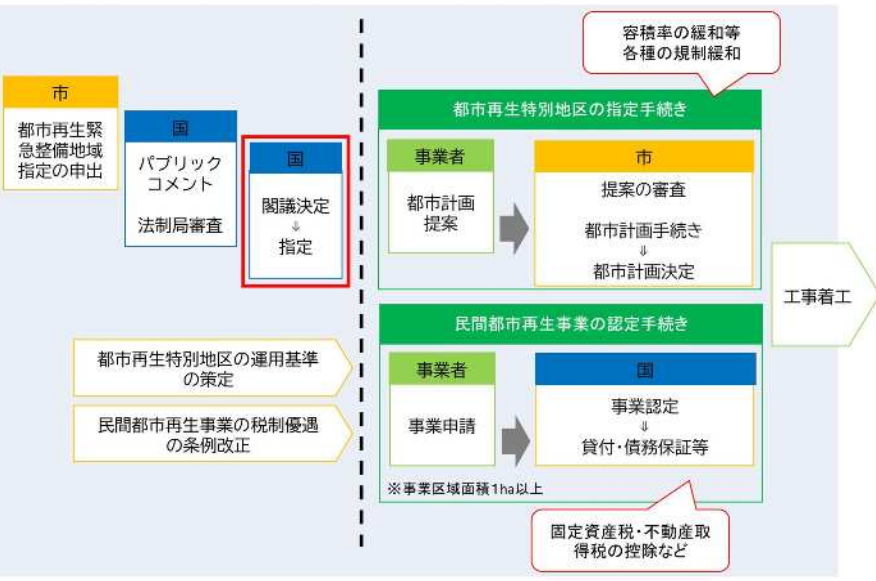 市
都市再生緊
急整備地域
指定の申出
国
パブリック
コメント
法制局審査
国
閣議決定
⇓
指定
都市再生特別地区の運用基準
の策定
民間都市再生事業の税制優遇
の条例改正
容積率の緩和等
各種の規制緩和
都市再生特別地区の指定手続き
事業者
都市計画
提案
市
提案の審査
都市計画手続き
⇓
都市計画決定
民間都市再生事業の認定手続き
事業者
事業申請
国
事業認定
⇓
貸付・債務保証等
※事業区域面積1ha以上
固定資産税・不動産取
得税の控除など
工事着工